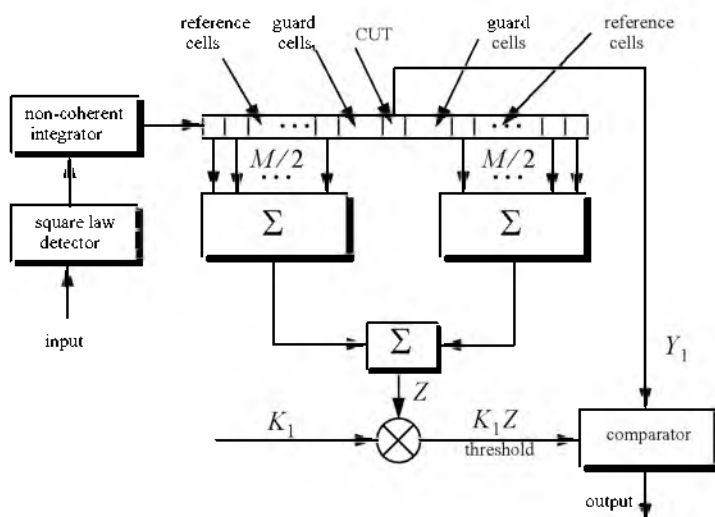 reference cells
guard cells,
CUT
guard cells
reference cells
non-coherent integrator
• • •
• • •
M/2
• • •
M/2
• • •
square law detector
Σ
Σ
input
Σ
Y₁
Z
K₁
K₁Z
threshold
comparator
output